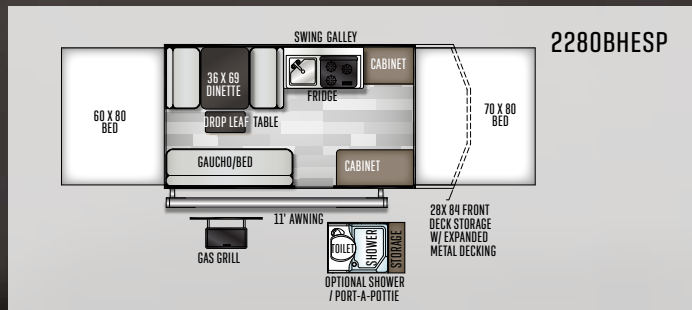 SWING GALLEY
2280BHESP
CABINET
36 X 69
DINETTE
FRIDGE
60 X 80
BED
DROP LEAF TABLE
70 X 80
BED
GAUCHO/BED
CABINET
11' AWNING
28X 84 FRONT
DECK STORAGE
W/ EXPANDED
METAL DECKING
GAS GRILL
TOILET
SHOWER
STORAGE
OPTIONAL SHOWER
/ PORT-A-POTTIE